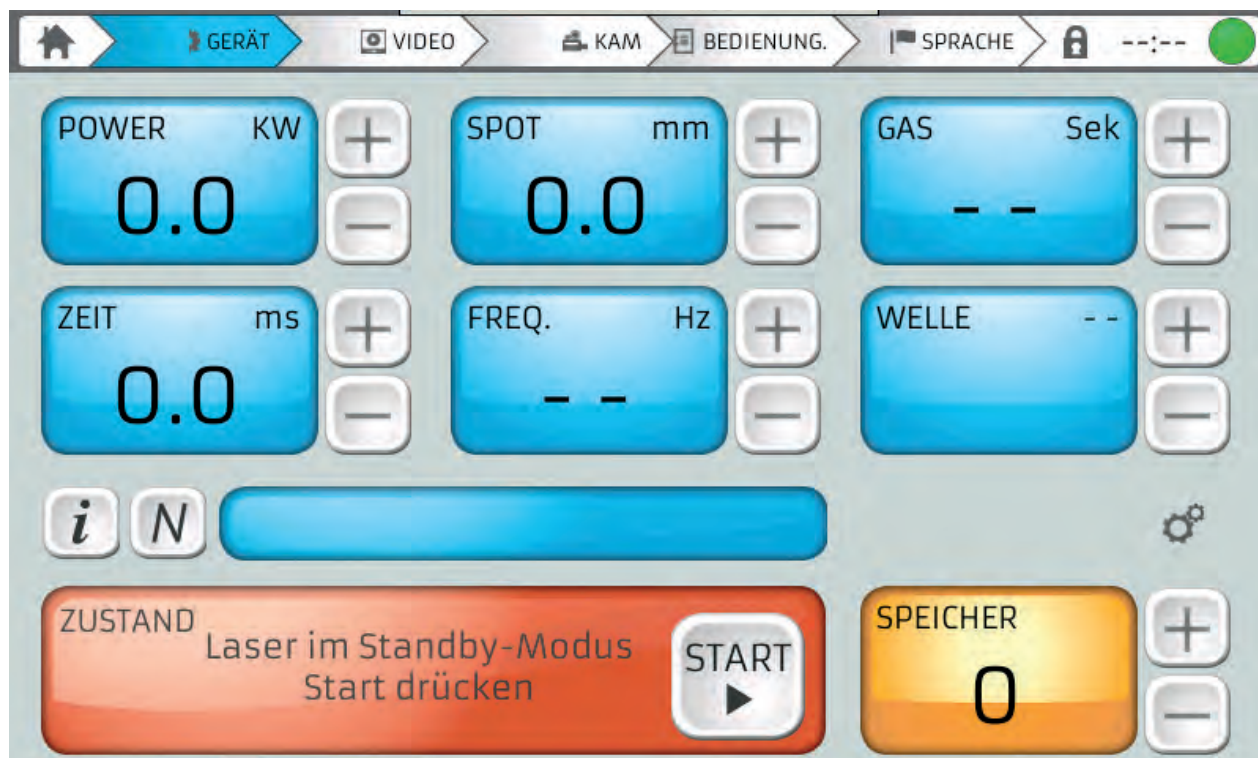 GERÄT VIDEO KAM BEDIENUNG. SPRACHE --:--
POWER KW SPOT mm GAS Sek
0.0 0.0 - -
ZEIT ms FREQ. Hz WELLE - -
0.0 - -
i N
ZUSTAND SPEICHER
Laser im Standby-Modus
START
Start drücken
0